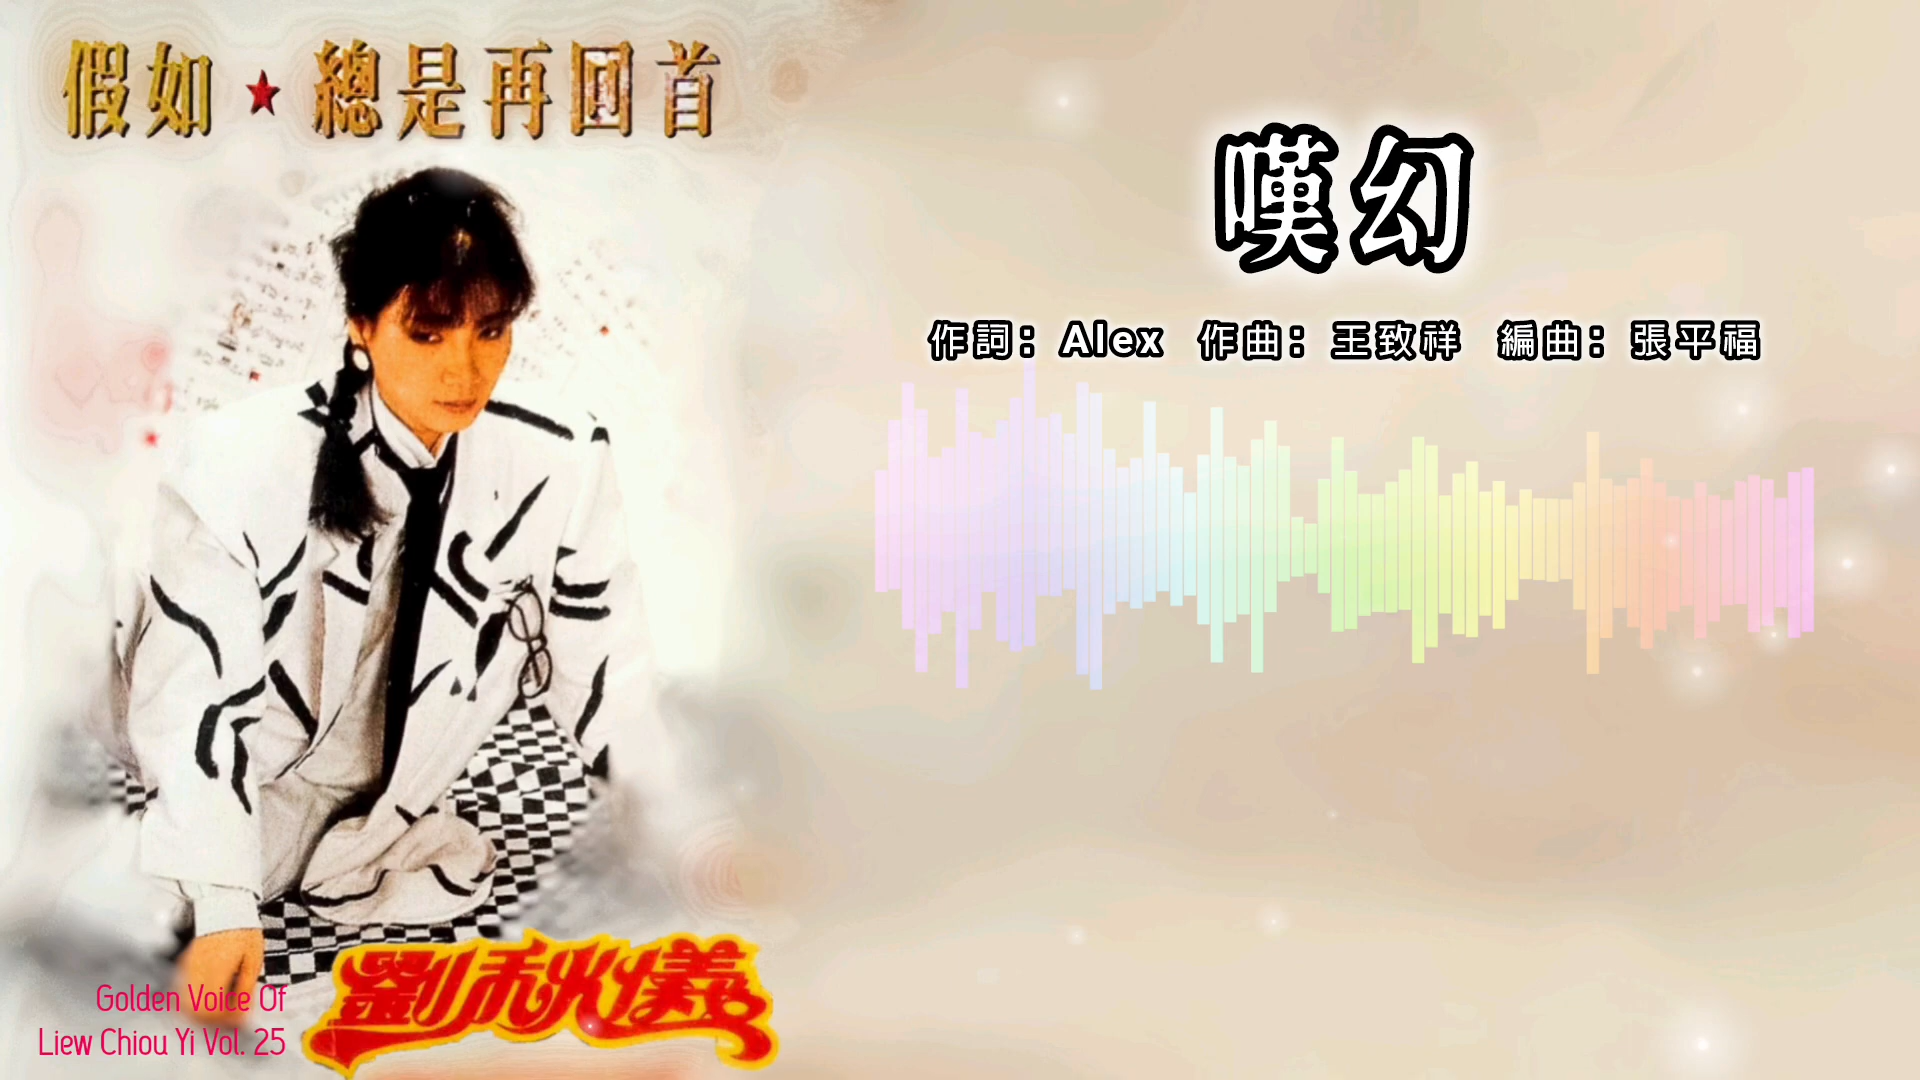 假如★總是再回首
嘆幻
作詞：Alex 作曲：王致祥 編曲：張平福
劉秋儀
Golden Voice Of
Liew Chiou Yi Vol. 25